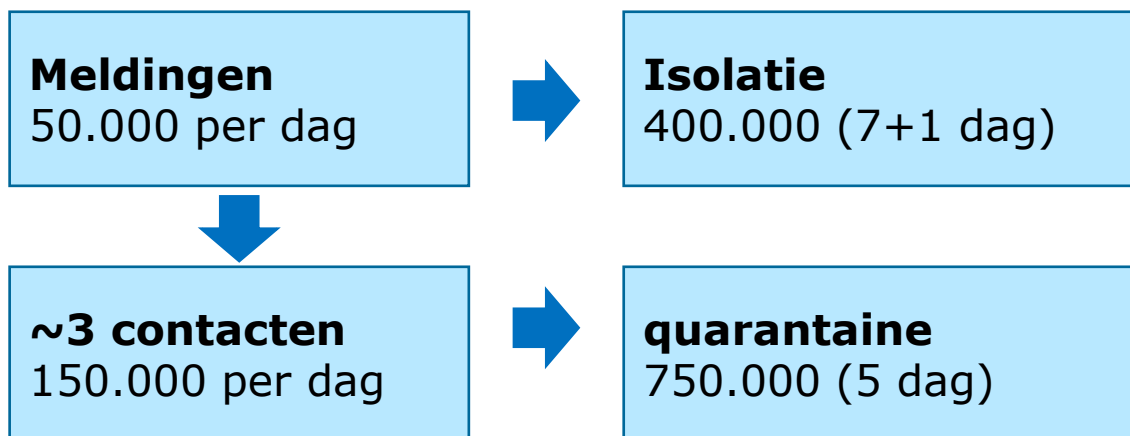 Meldingen
50.000 per dag
Isolatie
400.000 (7+1 dag)
~3 contacten
150.000 per dag
quarantaine
750.000 (5 dag)